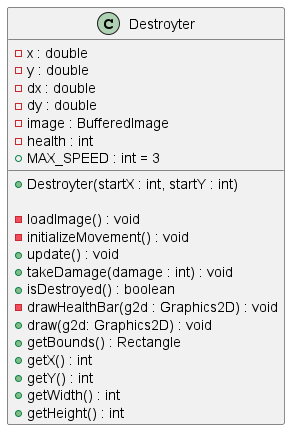 C Destroyter
x : double
y : double
dx : double
dy : double
image : BufferedImage
health : int
MAX_SPEED : int = 3
Destroyter(startX : int, startY : int)
loadImage() : void
initializeMovement() : void
update() : void
takeDamage(damage : int) : void
isDestroyed() : boolean
drawHealthBar(g2d : Graphics2D) : void
draw(g2d: Graphics2D) : void
getBounds() : Rectangle
getX() : int
getY() : int
getWidth() : int
getHeight() : int